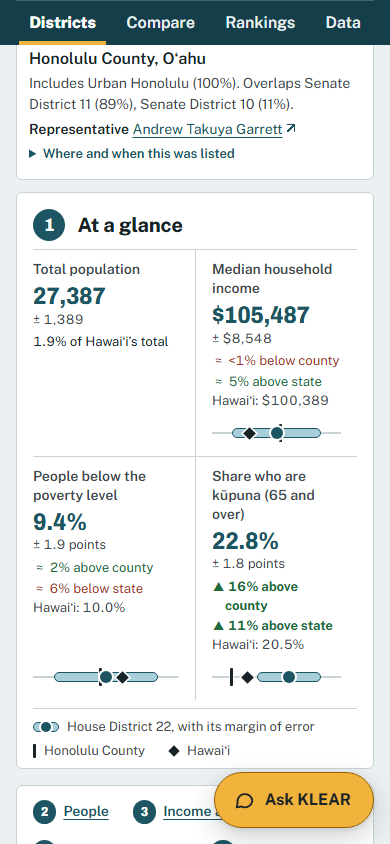 Districts Compare Rankings Data
Honolulu County, Oʻahu
Includes Urban Honolulu (100%). Overlaps Senate
District 11 (89%), Senate District 10 (11%).
Representative Andrew Takuya Garrett
Where and when this was listed
1 At a glance
Total population
27,387
± 1,389
1.9% of Hawaiʻi's total
Median household
income
$105,487
± $8,548
≈ <1% below county
≈ 5% above state
Hawaiʻi: $100,389
People below the
poverty level
9.4%
± 1.9 points
≈ 2% above county
≈ 6% below state
Hawaiʻi: 10.0%
Share who are
kūpuna (65 and
over)
22.8%
± 1.8 points
▲ 16% above
county
▲ 11% above state
Hawaiʻi: 20.5%
House District 22, with its margin of error
Honolulu County Hawaiʻi
Ask KLEAR
2 People 3 Income